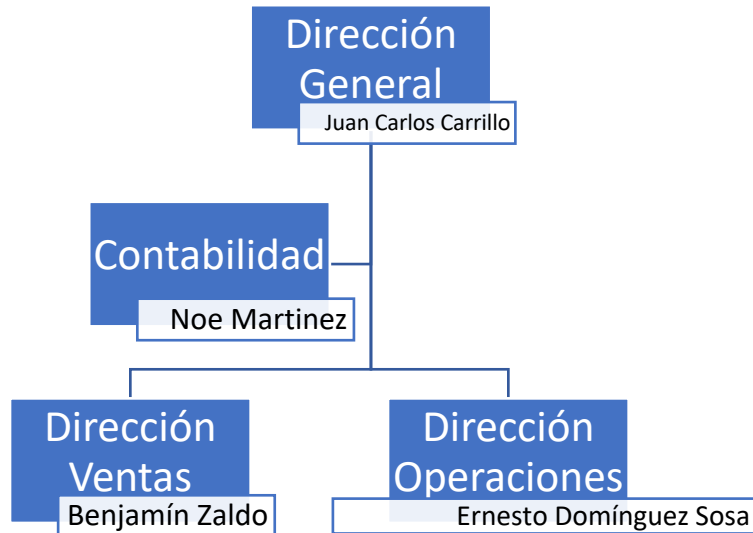 Dirección
General
Juan Carlos Carrillo
Contabilidad
Noe Martinez
Dirección
Ventas
Benjamín Zaldo
Dirección
Operaciones
Ernesto Domínguez Sosa